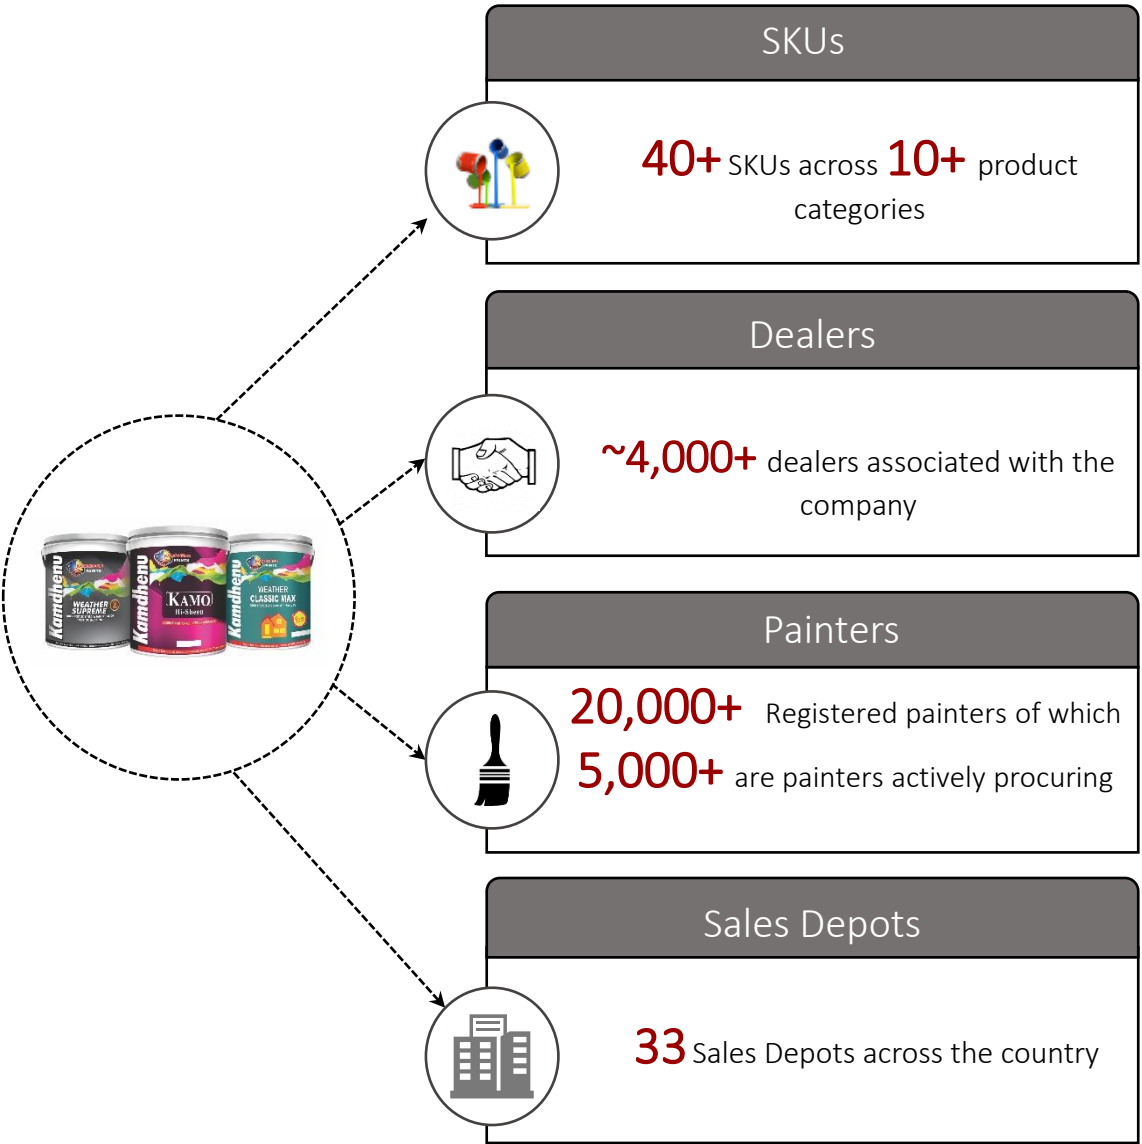 SKUs
40+ SKUs across 10+ product
categories
Dealers
~4,000+ dealers associated with the
company
Kamdhenu
WEATHER
SUPREME
Kamdhenu
KAMO
Hi-Sheen
Kamdhenu
WEATHER
CLASSIC MAX
Painters
20,000+ Registered painters of which
5,000+ are painters actively procuring
Sales Depots
33 Sales Depots across the country